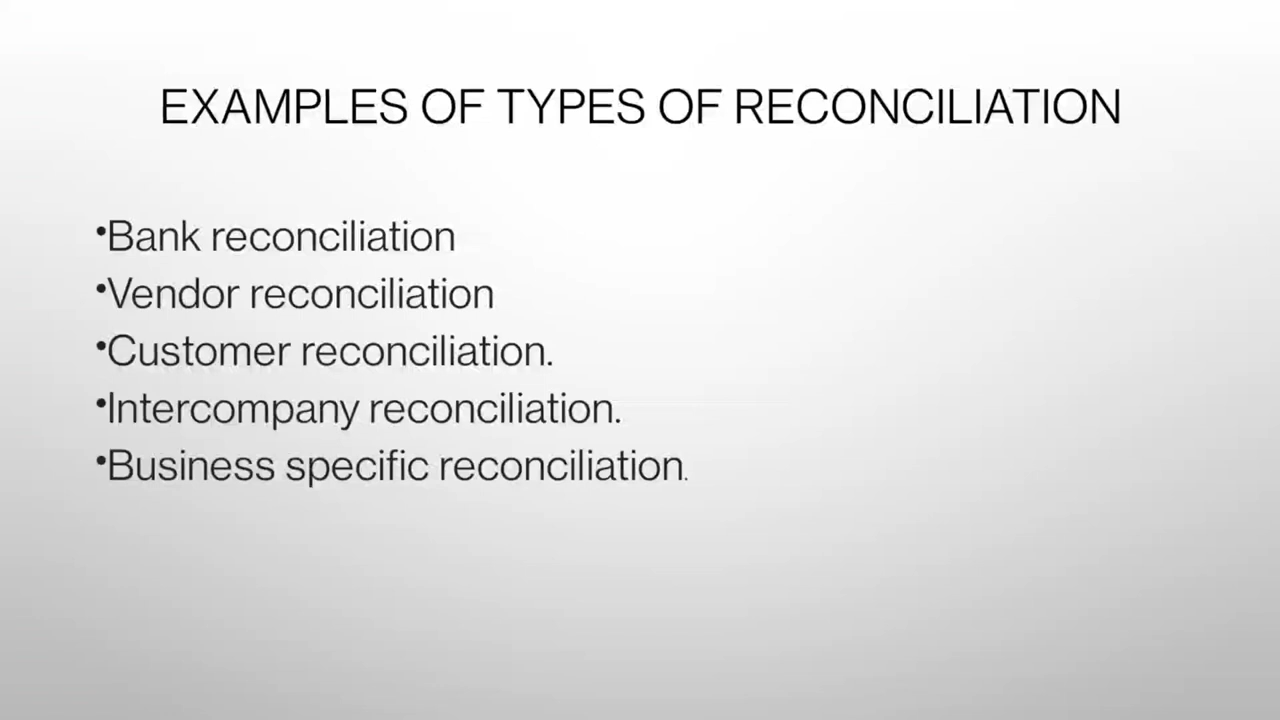 EXAMPLES OF TYPES OF RECONCILIATION
•Bank reconciliation
•Vendor reconciliation
•Customer reconciliation.
•Intercompany reconciliation.
•Business specific reconciliation.